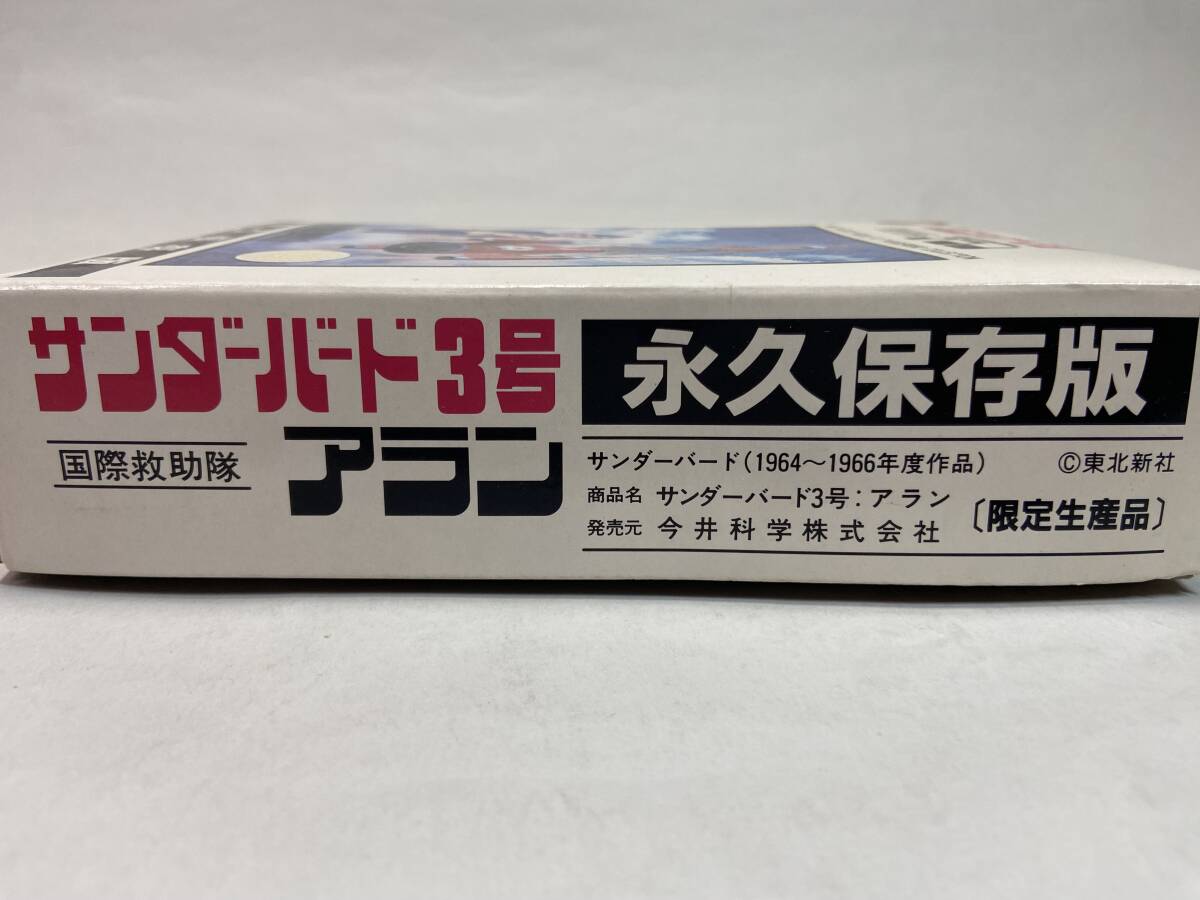 サンダーバード3号
国際救助隊
アラン
永久保存版
サンダーバード(1964〜1966年度作品) ©東北新社
商品名 サンダーバード3号:アラン
発売元 今井科学株式会社
〔限定生産品〕